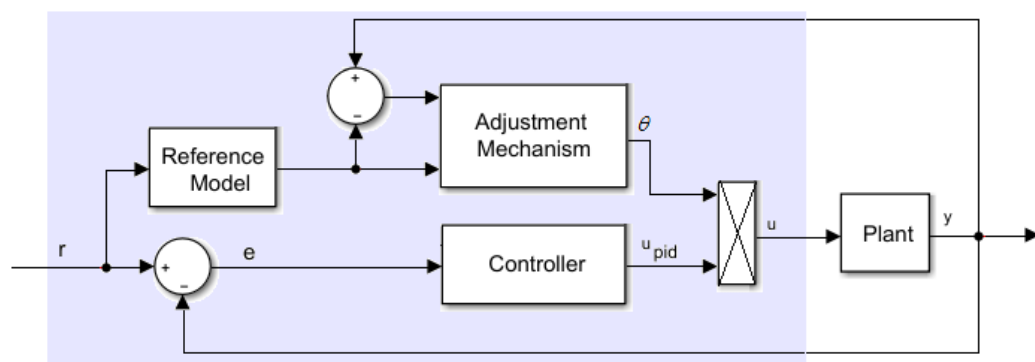 +
−
Adjustment
Mechanism
θ
Reference
Model
r
+
−
e
Controller
u pid
u
Plant
y